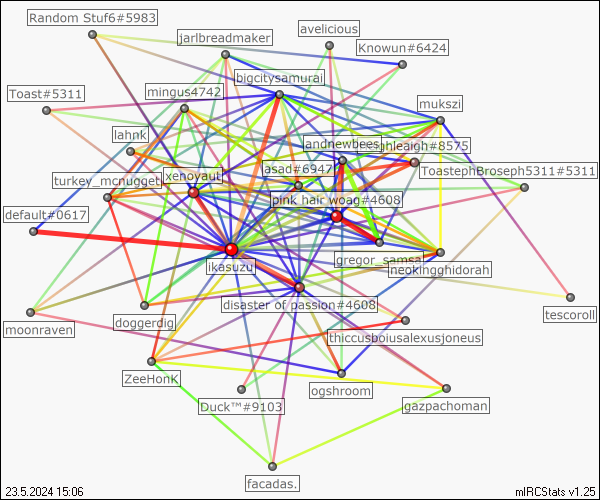 Random Stuf6#5983
jarlbreadmaker
avelicious
Knowun#6424
bigcitysamurai
Toast#5311
mingus4742
mukszi
lahnk
andnewbees
ghleigh#8575
xenoyaut
asad#6947
ToastephBroseph5311#5311
turkey_mcnugget
pink hair woag#4608
default#0617
ikasuzu
gregor_samsa
neckingghidorah
disaster of passion#4608
tescoroll
moonraven
doggerdig
thiccusboiusalexusjoneus
ZeeHonK
ogshroom
Duck™#9103
gazpachoman
facadas.
23.5.2024 15:06
mIRCStats v1.25